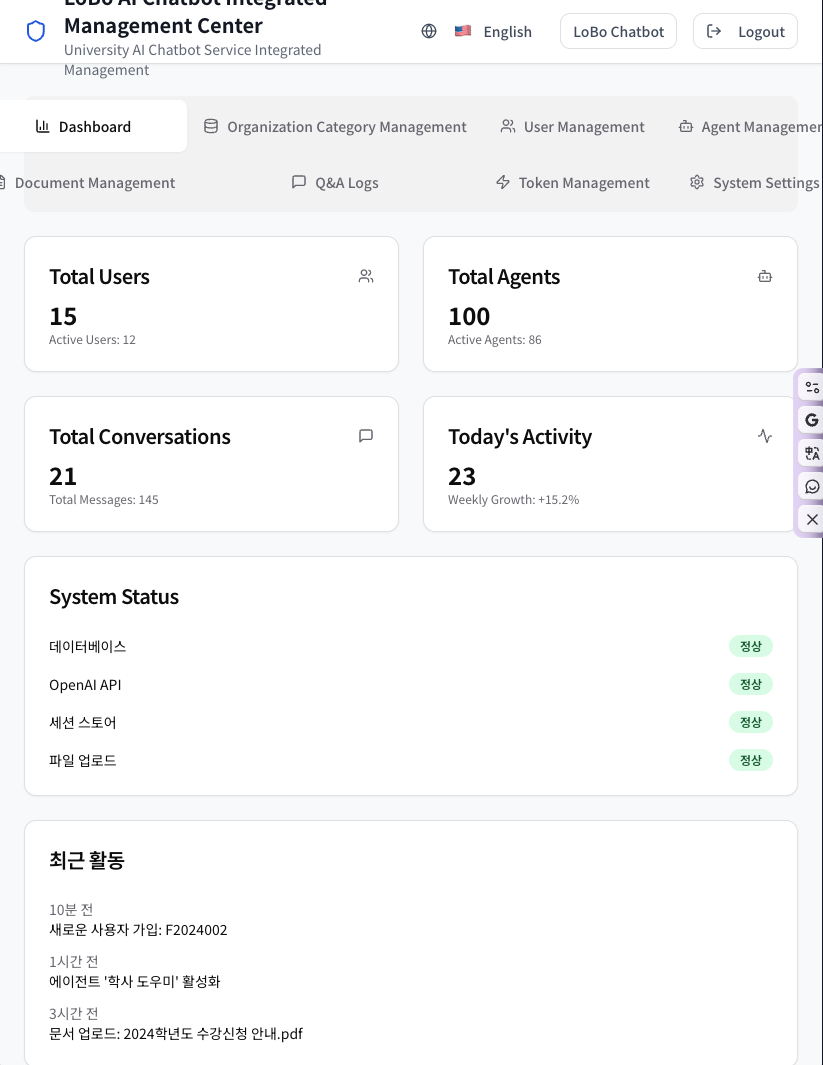 LoBo AI Chatbot Integrated
Management Center
University AI Chatbot Service Integrated
Management
English
LoBo Chatbot
Logout
Dashboard
Organization Category Management
User Management
Agent Managemen
Document Management
Q&A Logs
Token Management
System Settings
Total Users
15
Active Users: 12
Total Agents
100
Active Agents: 86
Total Conversations
21
Total Messages: 145
Today's Activity
23
Weekly Growth: +15.2%
System Status
데이터베이스
정상
OpenAI API
정상
세션 스토어
정상
파일 업로드
정상
최근 활동
10분 전
새로운 사용자 가입: F2024002
1시간 전
에이전트 '학사 도우미' 활성화
3시간 전
문서 업로드: 2024학년도 수강신청 안내.pdf